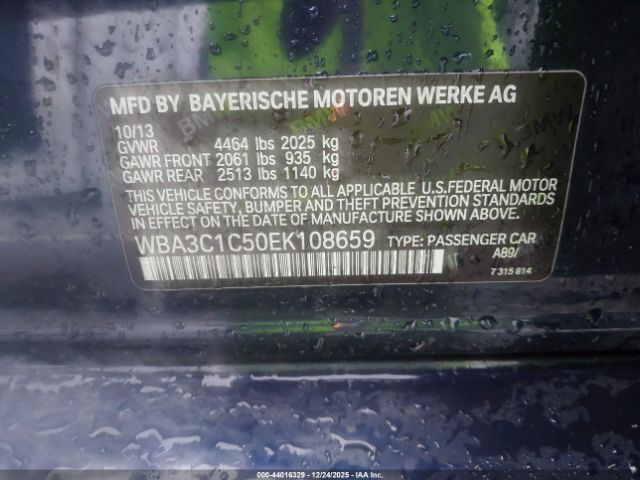 MFD BY BAYERISCHE MOTOREN WERKE AG
10/13
GVWR 4464 lbs 2025 kg
GAWR FRONT 2061 lbs 935 kg
GAWR REAR 2513 lbs 1140 kg
THIS VEHICLE CONFORMS TO ALL APPLICABLE U.S.FEDERAL MOTOR
VEHICLE SAFETY, BUMPER AND THEFT PREVENTION STANDARDS
IN EFFECT ON THE DATE OF MANUFACTURE SHOWN ABOVE.
WBA3C1C50EK108659 TYPE: PASSENGER CAR
A89/
7 315 814
000-44016329 - 12/24/2025 - IAA Inc.